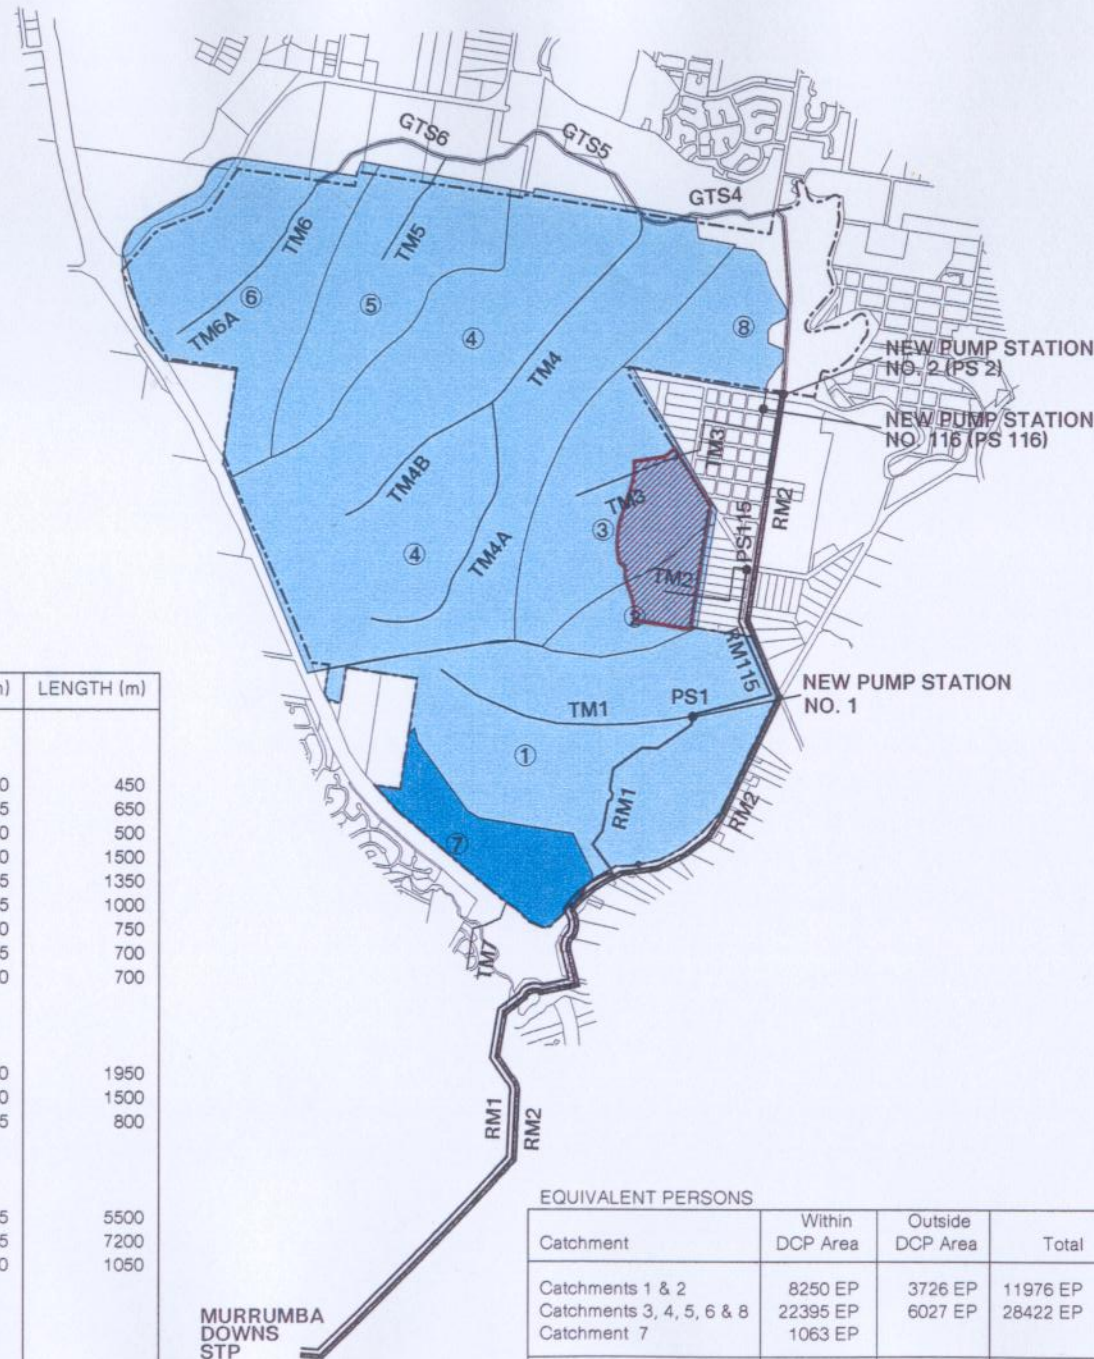 GTS6
GTS5
GTS4
TM6
TM5
TM6A
6
5
4
8
TM4
NEW PUMP STATION
NO. 2 (PS 2)
NEW PUMP STATION
NO. 116 (PS 116)
TM3
RM2
TM4B
TM3
3
PS115
4
TM4A
TM2
2
RM115
NEW PUMP STATION
NO. 1
PS1
TM1
1
RM1
RM2
7
TM7
RM1
RM2
MURRUMBA
DOWNS
STP
LENGTH (m)
450
650
500
1500
1350
1000
750
700
700
1950
1500
800
5500
7200
1050
EQUIVALENT PERSONS
Catchment Within DCP Area Outside DCP Area Total
Catchments 1 & 2 8250 EP 3726 EP 11976 EP
Catchments 3, 4, 5, 6 & 8 22395 EP 6027 EP 28422 EP
Catchment 7 1063 EP